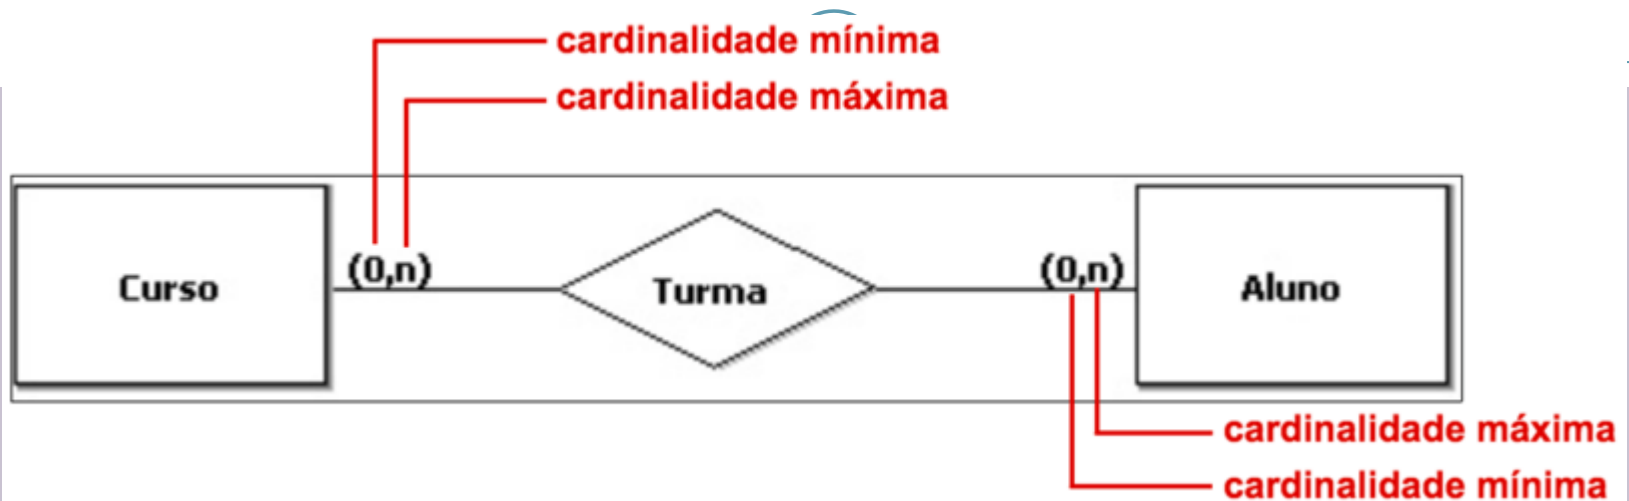 cardinalidade mínima
cardinalidade máxima
(0,n)
(0,n)
Curso
Turma
Aluno
cardinalidade máxima
cardinalidade mínima